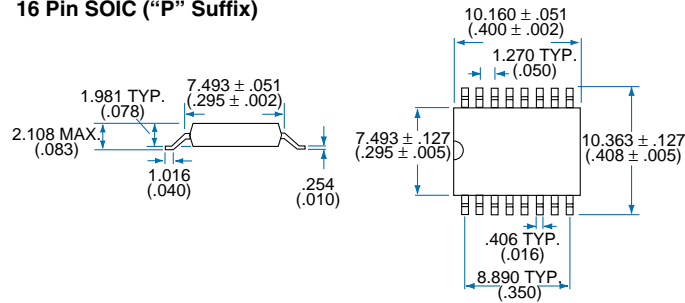 16 Pin SOIC (“P” Suffix)
10.160 ± .051
(.400 ± .002)
1.270 TYP.
(.050)
7.493 ± .051
(.295 ± .002)
1.981 TYP.
(.078)
2.108 MAX.
(.083)
1.016
(.040)
.254
(.010)
7.493 ± .127
(.295 ± .005)
10.363 ± .127
(.408 ± .005)
.406 TYP.
(.016)
8.890 TYP.
(.350)